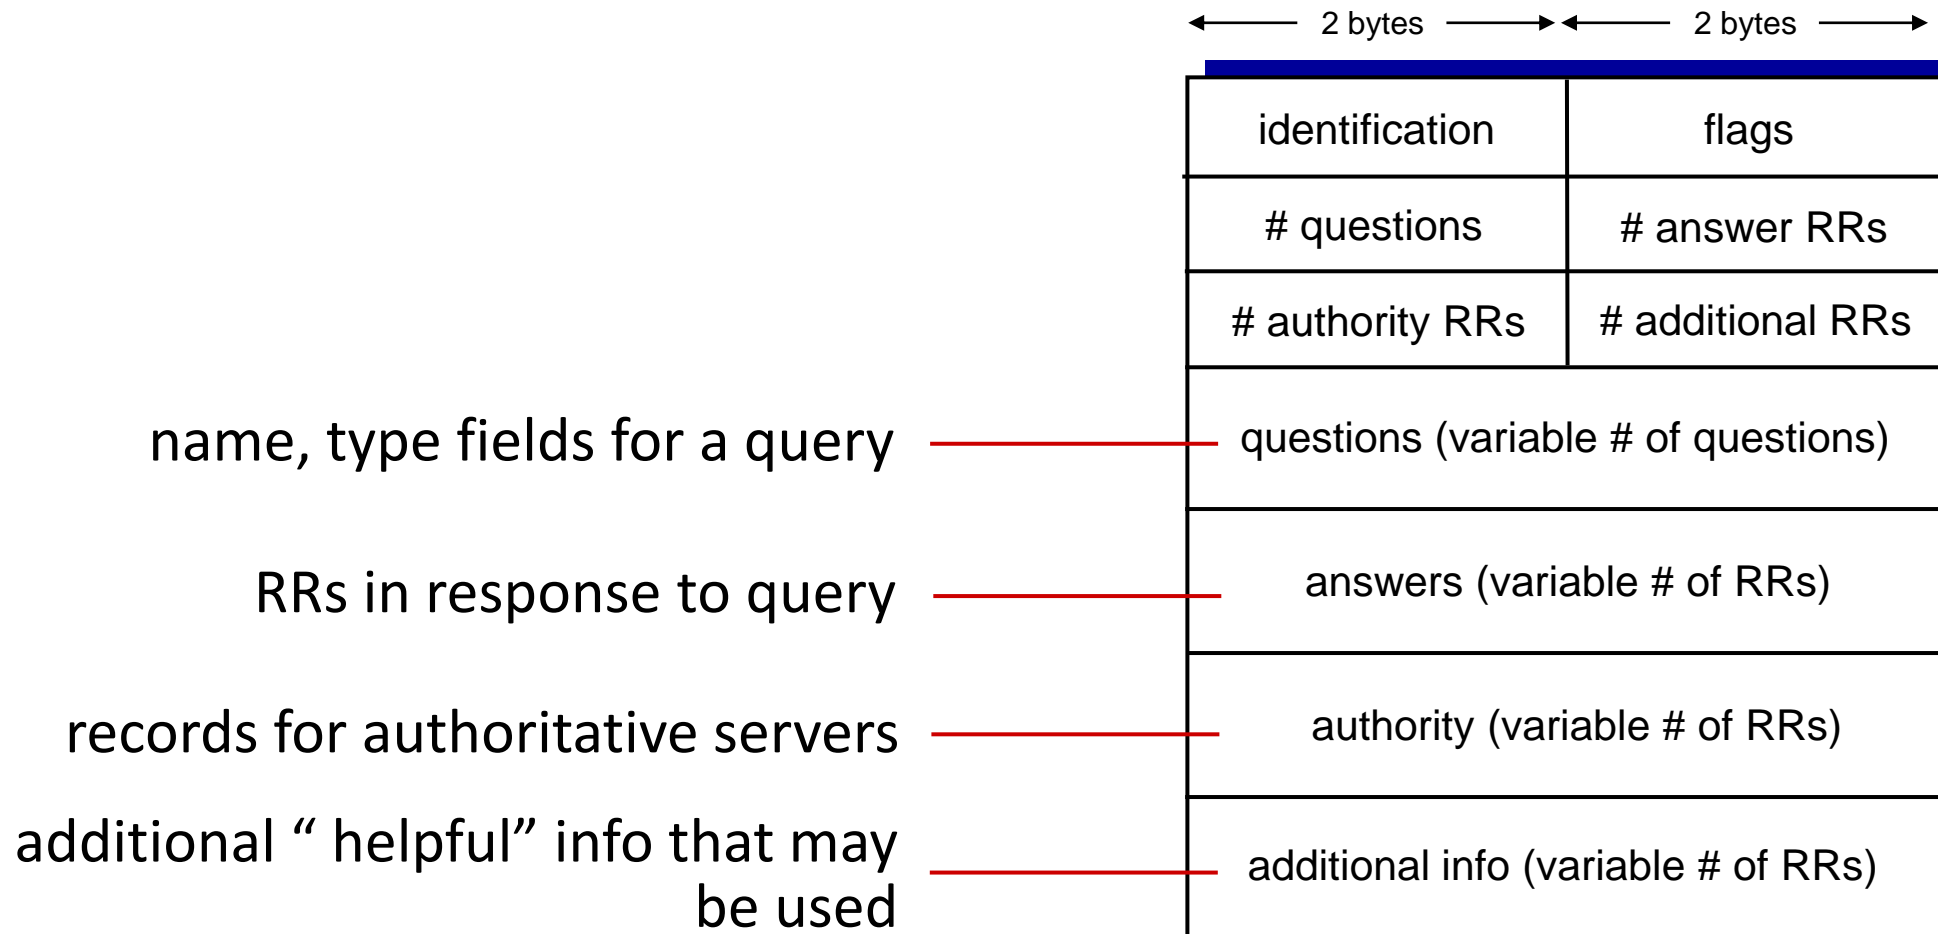 2 bytes 2 bytes
identification flags
# questions # answer RRs
# authority RRs # additional RRs
name, type fields for a query questions (variable # of questions)
RRs in response to query answers (variable # of RRs)
records for authoritative servers authority (variable # of RRs)
additional “ helpful” info that may
be used
additional info (variable # of RRs)